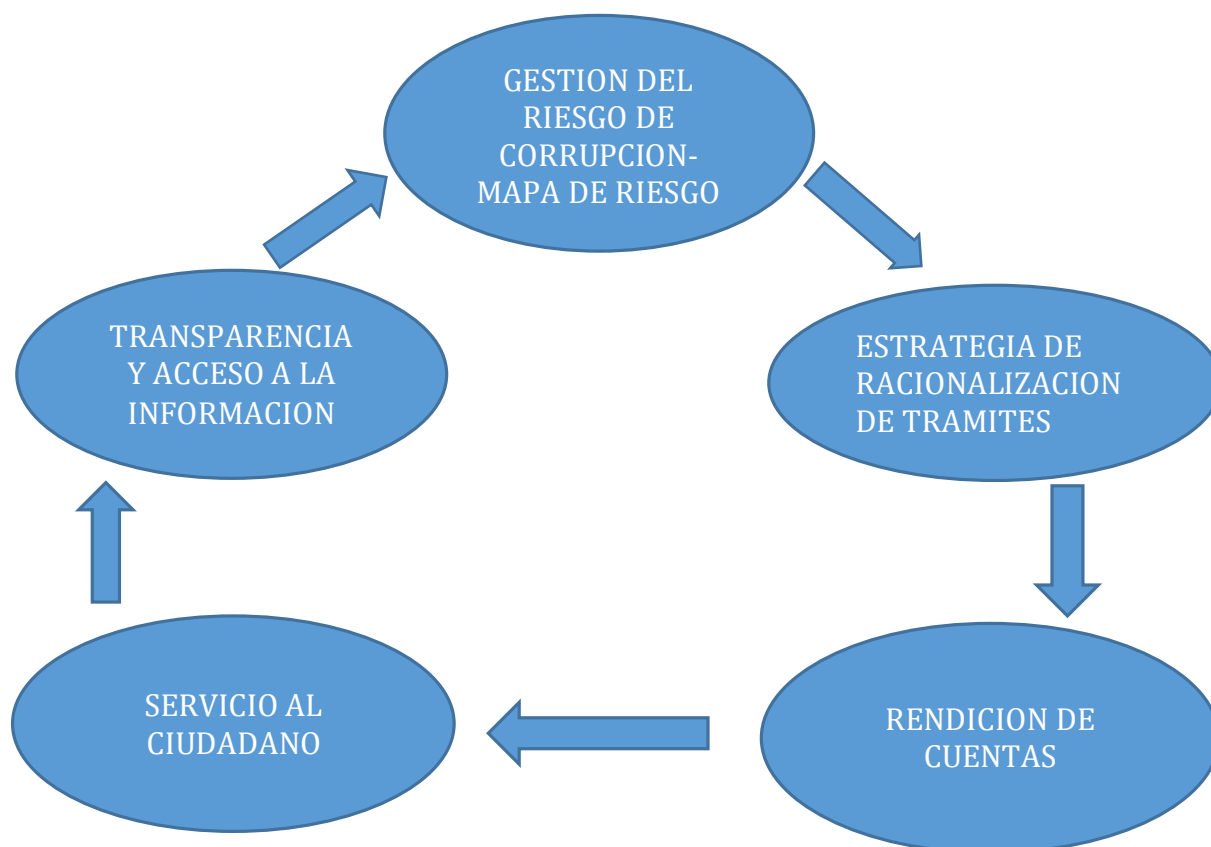 GESTION DEL
RIESGO DE
CORRUPCION-
MAPA DE RIESGO
ESTRATEGIA DE
RACIONALIZACION
DE TRAMITES
RENDICION DE
CUENTAS
SERVICIO AL
CIUDADANO
TRANSPARENCIA
Y ACCESO A LA
INFORMACION